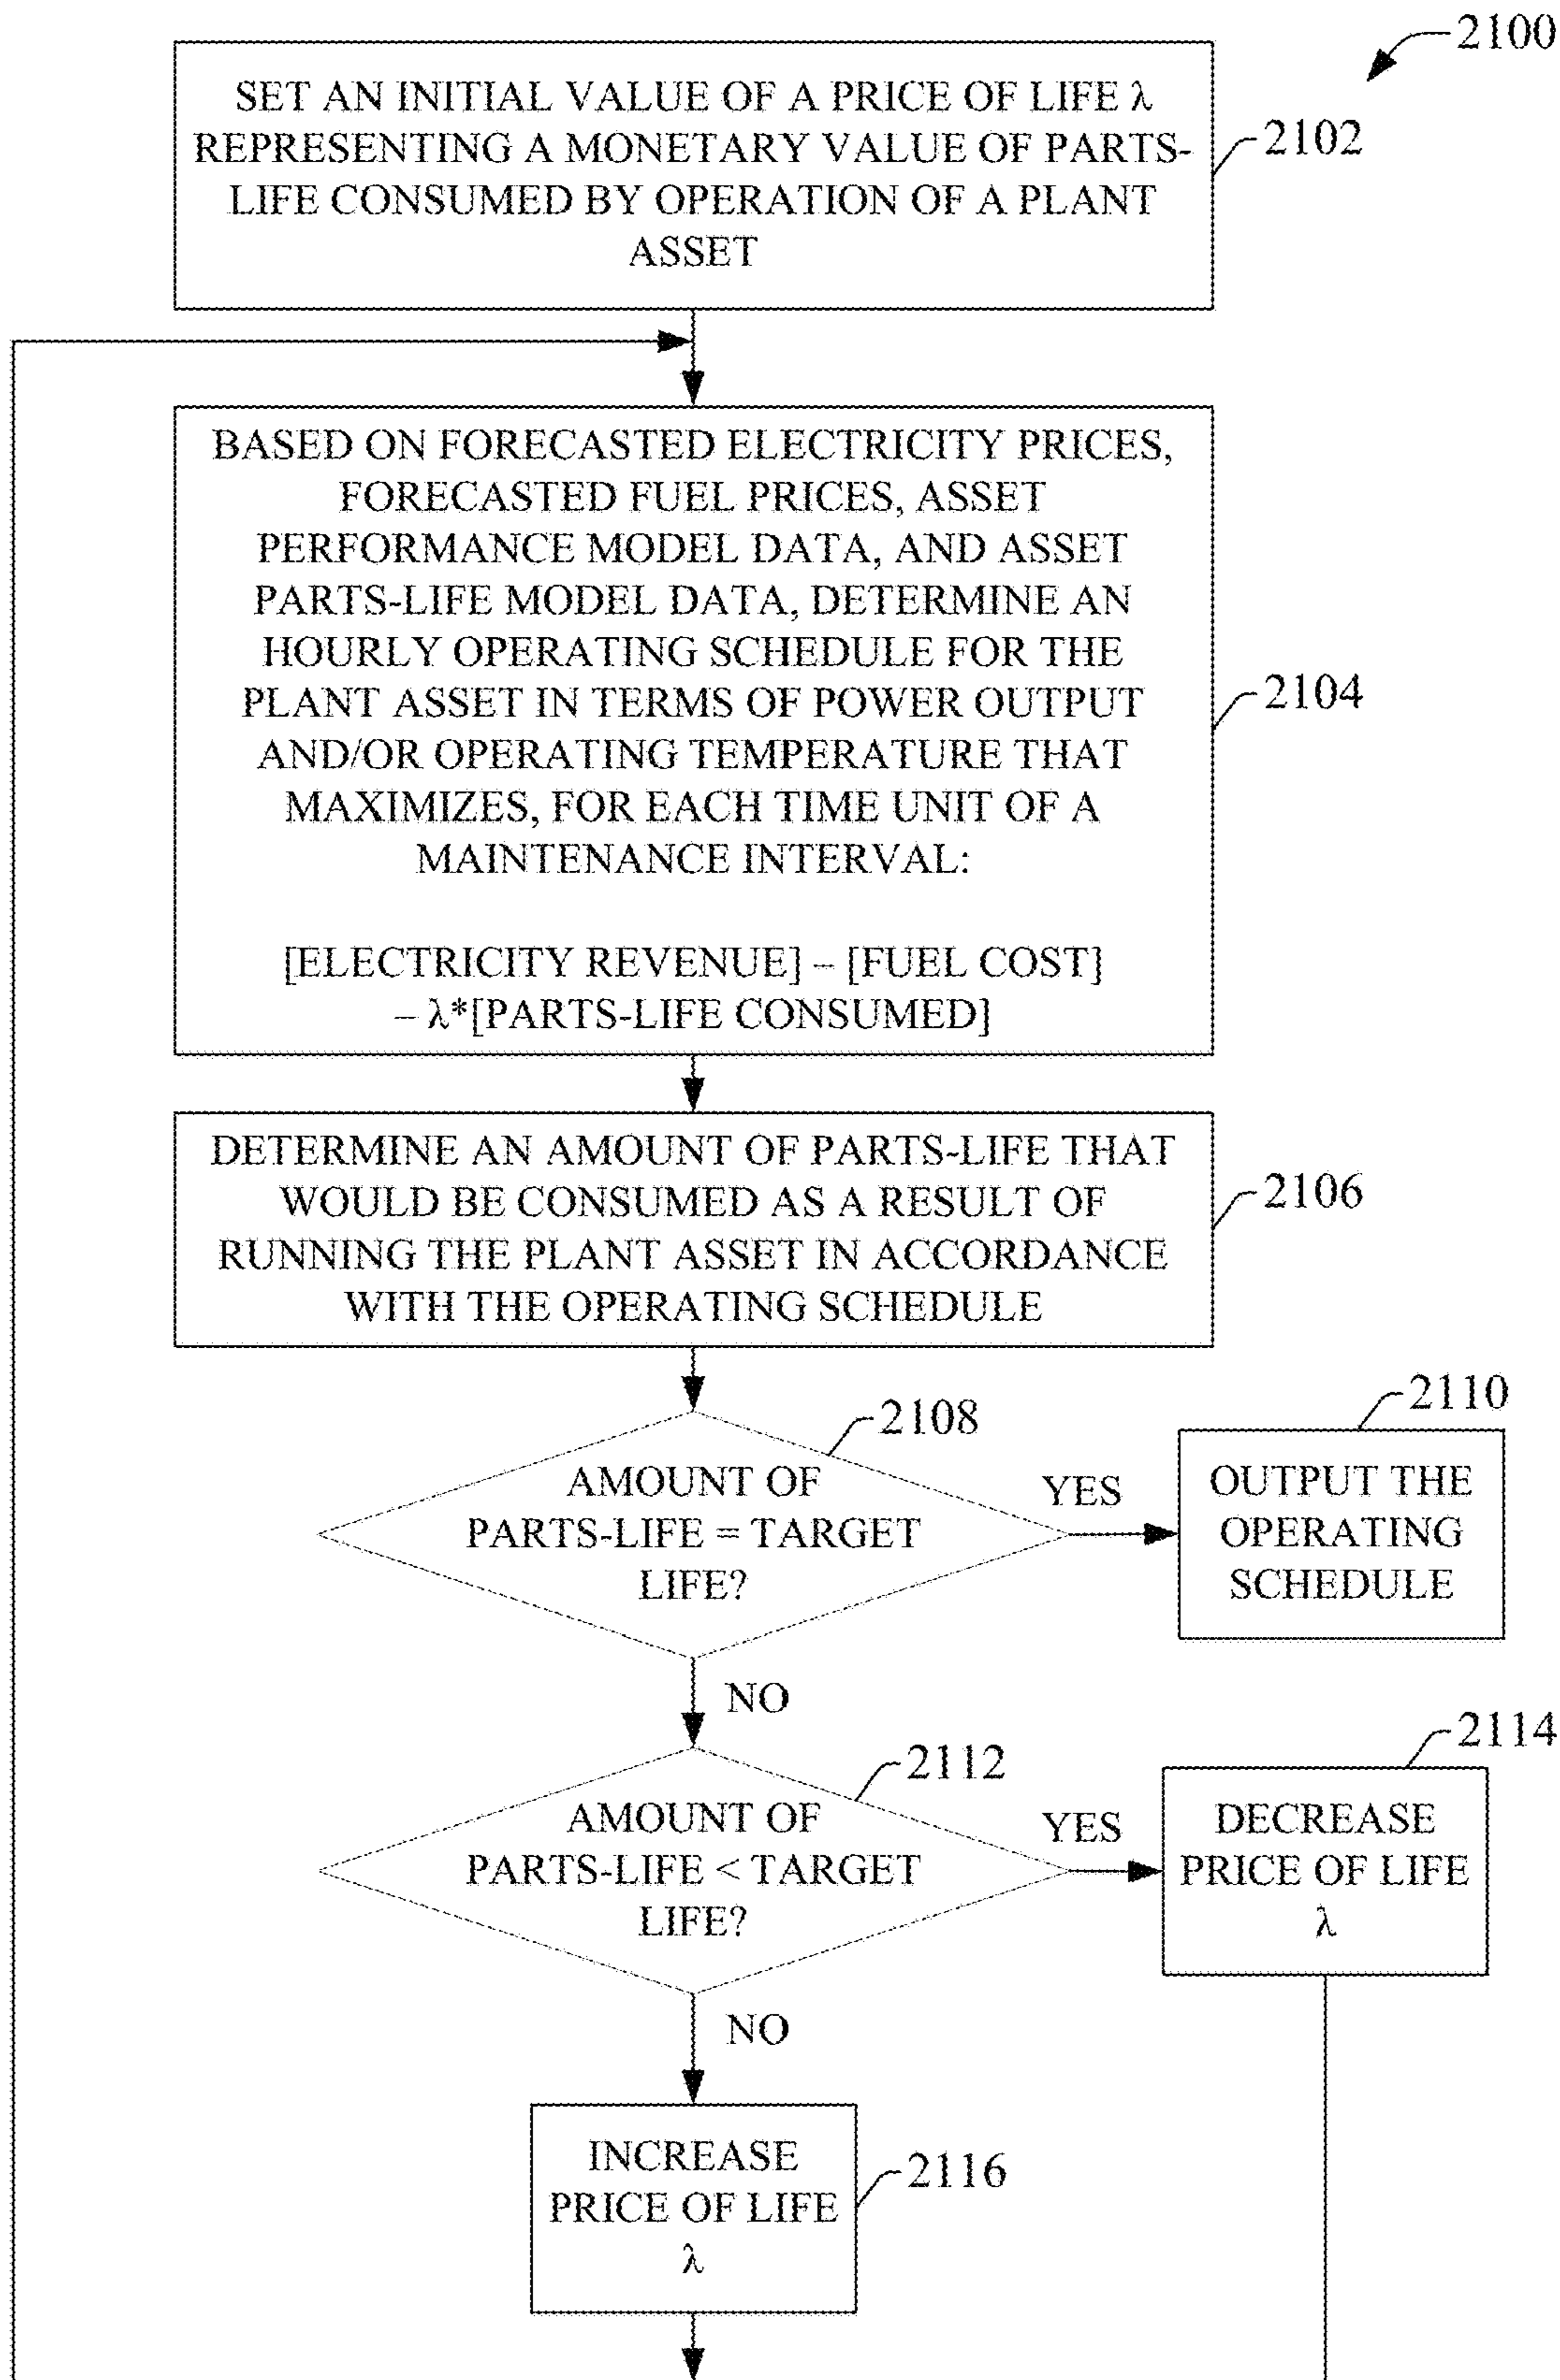 2100
SET AN INITIAL VALUE OF A PRICE OF LIFE λ
REPRESENTING A MONETARY VALUE OF PARTS-
LIFE CONSUMED BY OPERATION OF A PLANT
ASSET
2102
BASED ON FORECASTED ELECTRICITY PRICES,
FORECASTED FUEL PRICES, ASSET
PERFORMANCE MODEL DATA, AND ASSET
PARTS-LIFE MODEL DATA, DETERMINE AN
HOURLY OPERATING SCHEDULE FOR THE
PLANT ASSET IN TERMS OF POWER OUTPUT
AND/OR OPERATING TEMPERATURE THAT
MAXIMIZES, FOR EACH TIME UNIT OF A
MAINTENANCE INTERVAL:
[ELECTRICITY REVENUE] – [FUEL COST]
– λ*[PARTS-LIFE CONSUMED]
2104
DETERMINE AN AMOUNT OF PARTS-LIFE THAT
WOULD BE CONSUMED AS A RESULT OF
RUNNING THE PLANT ASSET IN ACCORDANCE
WITH THE OPERATING SCHEDULE
2106
2108
AMOUNT OF
PARTS-LIFE = TARGET
LIFE?
YES
2110
OUTPUT THE
OPERATING
SCHEDULE
NO
2112
AMOUNT OF
PARTS-LIFE < TARGET
LIFE?
YES
2114
DECREASE
PRICE OF LIFE
λ
NO
INCREASE
PRICE OF LIFE
λ
2116